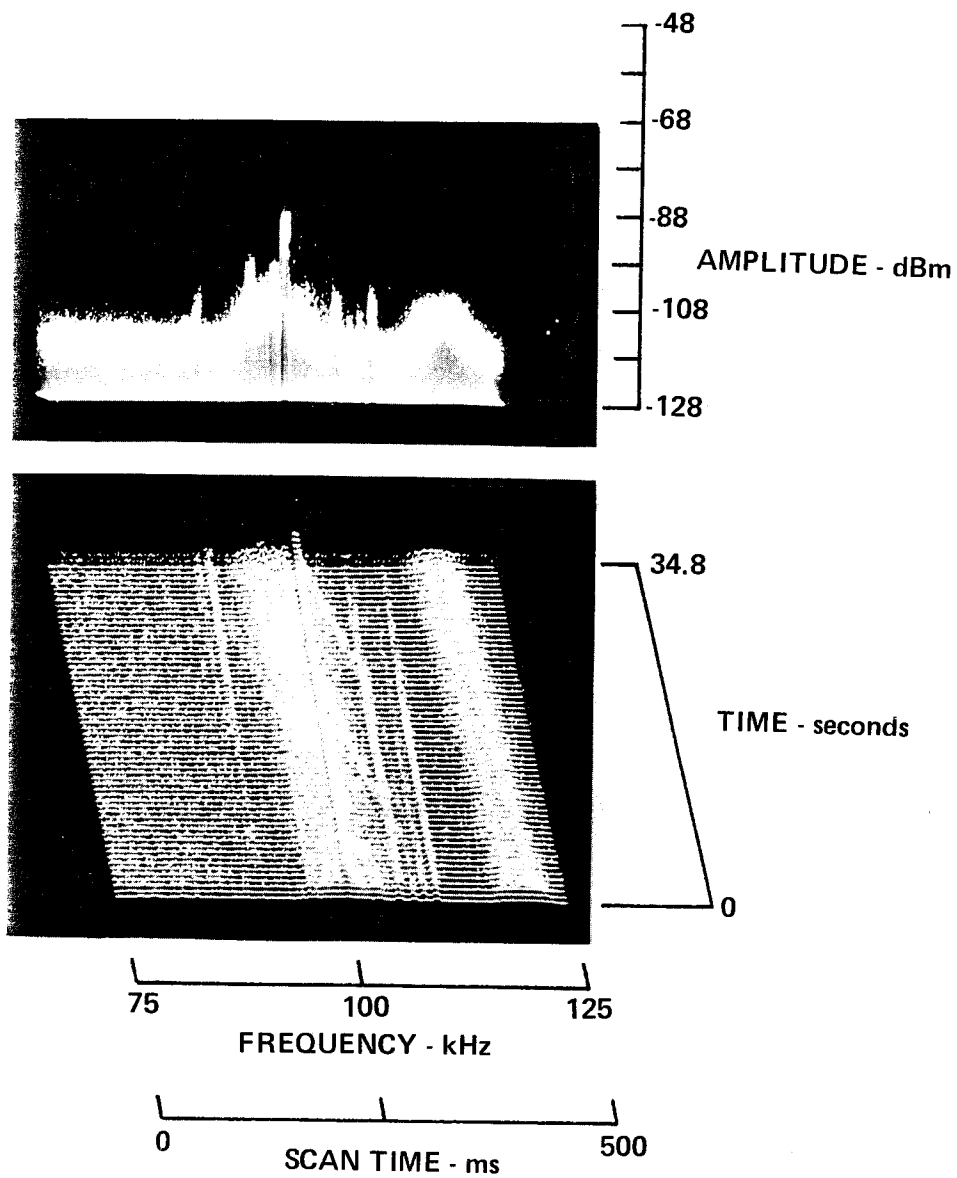 -48
-68
-88
AMPLITUDE - dBm
-108
-128
34.8
TIME - seconds
0
75 100 125
FREQUENCY - kHz
0 500
SCAN TIME - ms